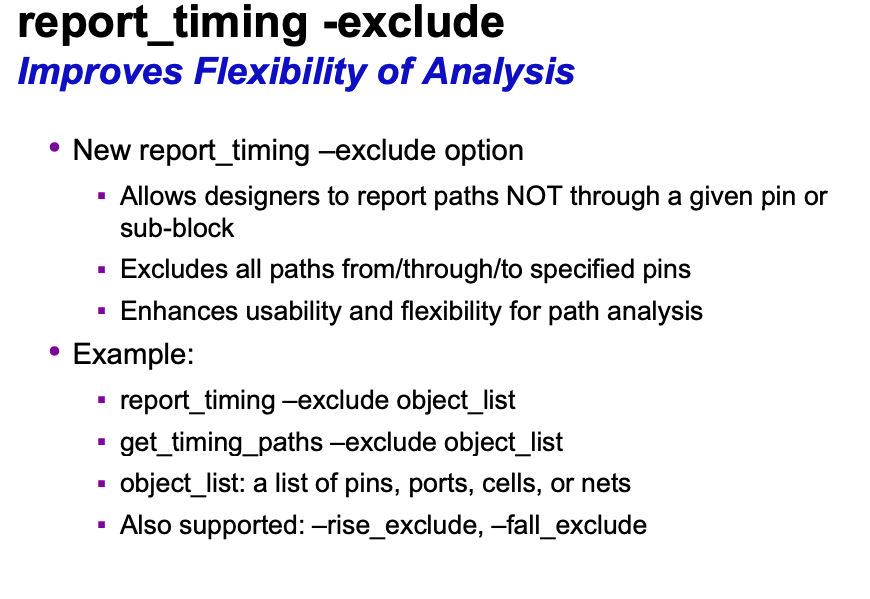 report_timing -exclude
Improves Flexibility of Analysis
• New report_timing –exclude option
▪ Allows designers to report paths NOT through a given pin or
sub-block
▪ Excludes all paths from/through/to specified pins
▪ Enhances usability and flexibility for path analysis
• Example:
▪ report_timing –exclude object_list
▪ get_timing_paths –exclude object_list
▪ object_list: a list of pins, ports, cells, or nets
▪ Also supported: –rise_exclude, –fall_exclude